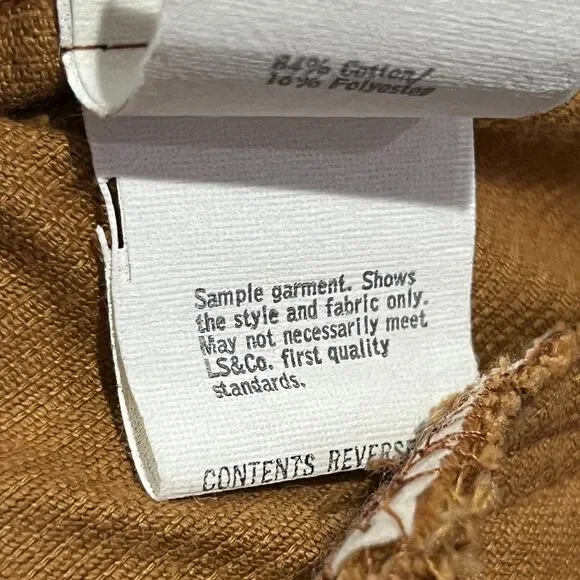 84% Cotton/
16% Polyester
Sample garment. Shows
the style and fabric only.
May not necessarily meet
LS&Co. first quality
standards.
CONTENTS REVERSE